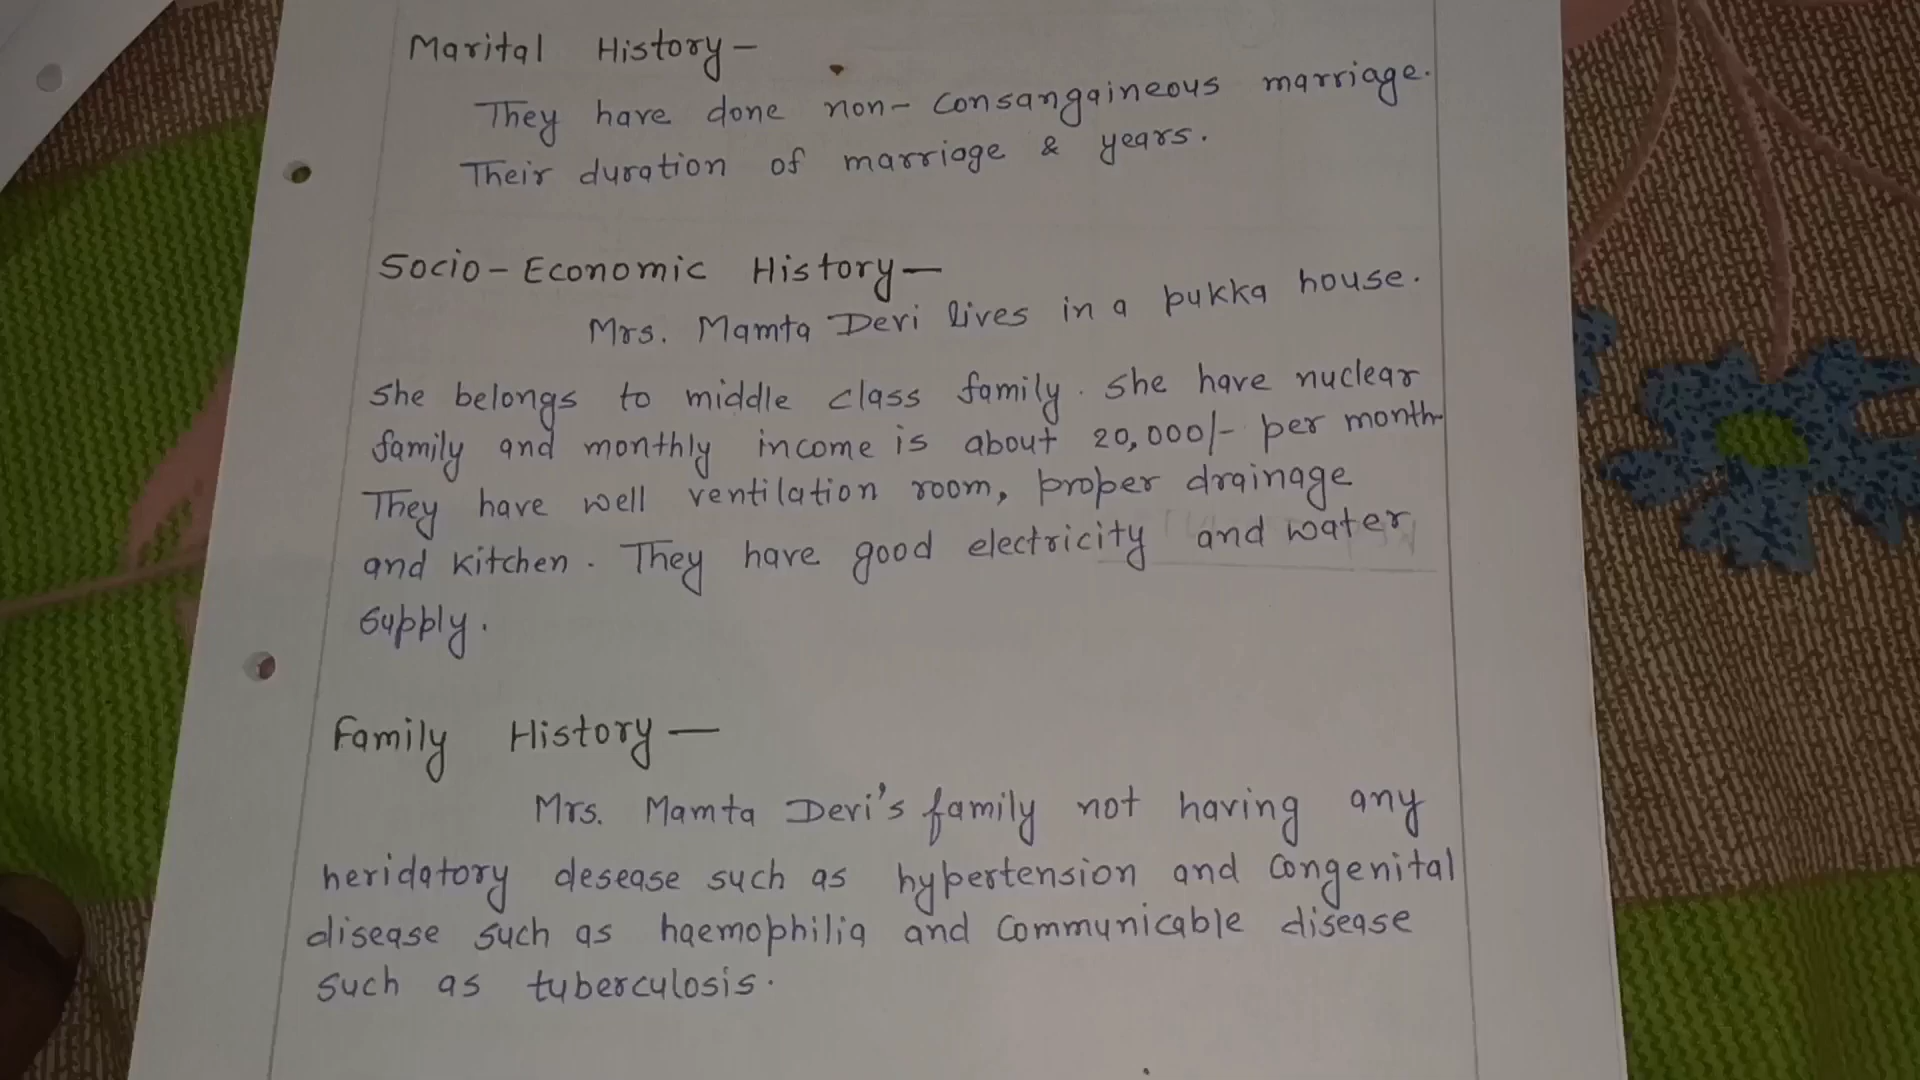 Marital History -
They have done non- Consangaineous marriage.
Their duration of marriage & years.
Socio - Economic History -
Mrs. Mamta Devi lives in a pukka house.
She belongs to middle class family. She have nuclear
family and monthly income is about 20,000/- per month
They have well ventilation room, proper drainage
and kitchen. They have good electricity and water
supply.
Family History -
Mrs. Mamta Devi's family not having any
heridatory desease such as hypertension and Congenital
disease such as haemophilia and Communicable disease
such as tuberculosis.